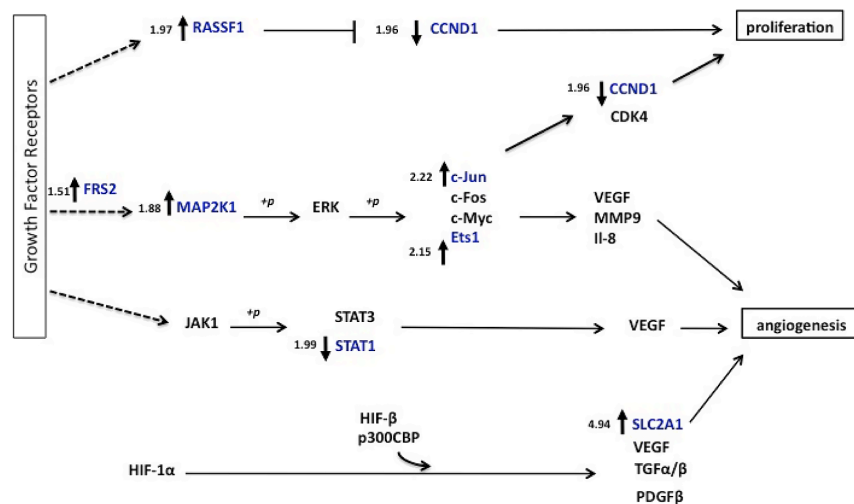 Growth Factor Receptors
1.97 RASSF1
1.96 CCND1
proliferation
1.96 CCND1
CDK4
1.51 FRS2
1.88 MAP2K1
+p
ERK
+p
2.22 c-Jun
c-Fos
c-Myc
Ets1
2.15
VEGF
MMP9
Il-8
JAK1
+p
STAT3
1.99 STAT1
VEGF
angiogenesis
HIF-β
p300CBP
HIF-1α
4.94 SLC2A1
VEGF
TGFα/β
PDGFβ